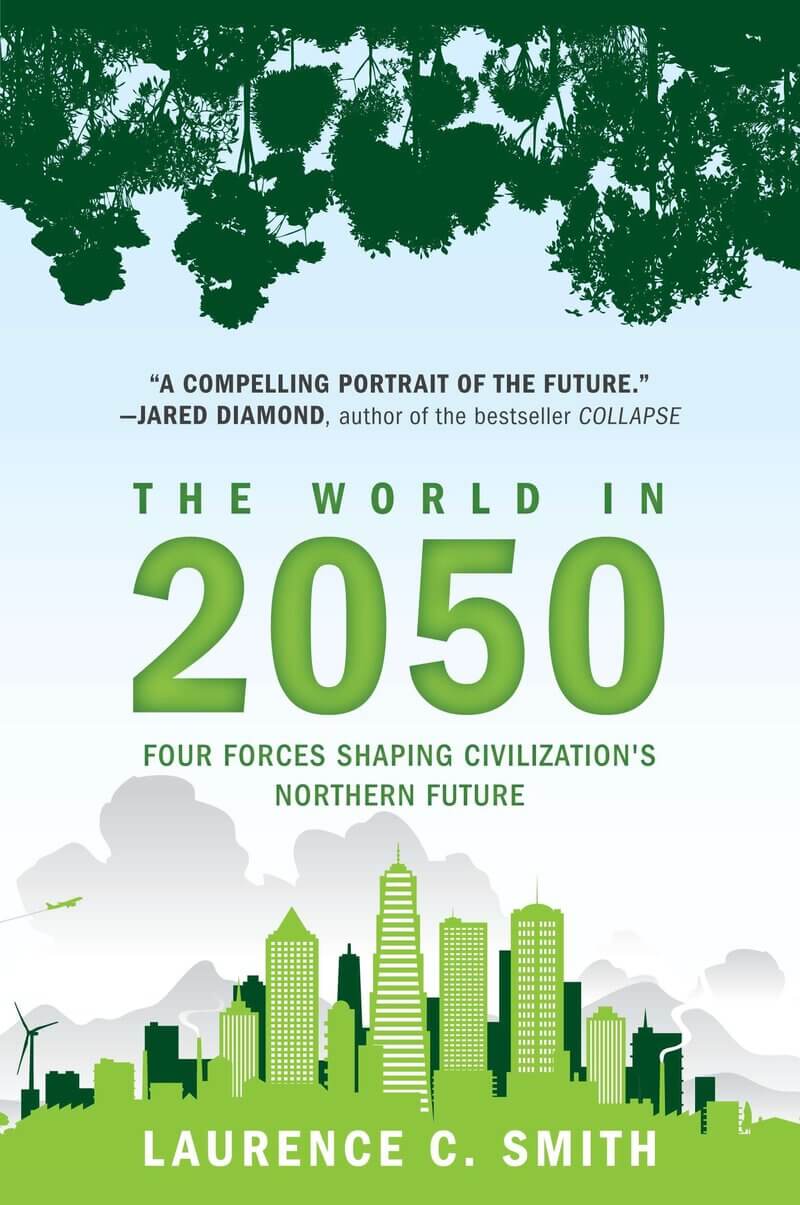 “A COMPELLING PORTRAIT OF THE FUTURE.”
—JARED DIAMOND, author of the bestseller COLLAPSE
THE WORLD IN
2050
FOUR FORCES SHAPING CIVILIZATION'S
NORTHERN FUTURE
LAURENCE C. SMITH